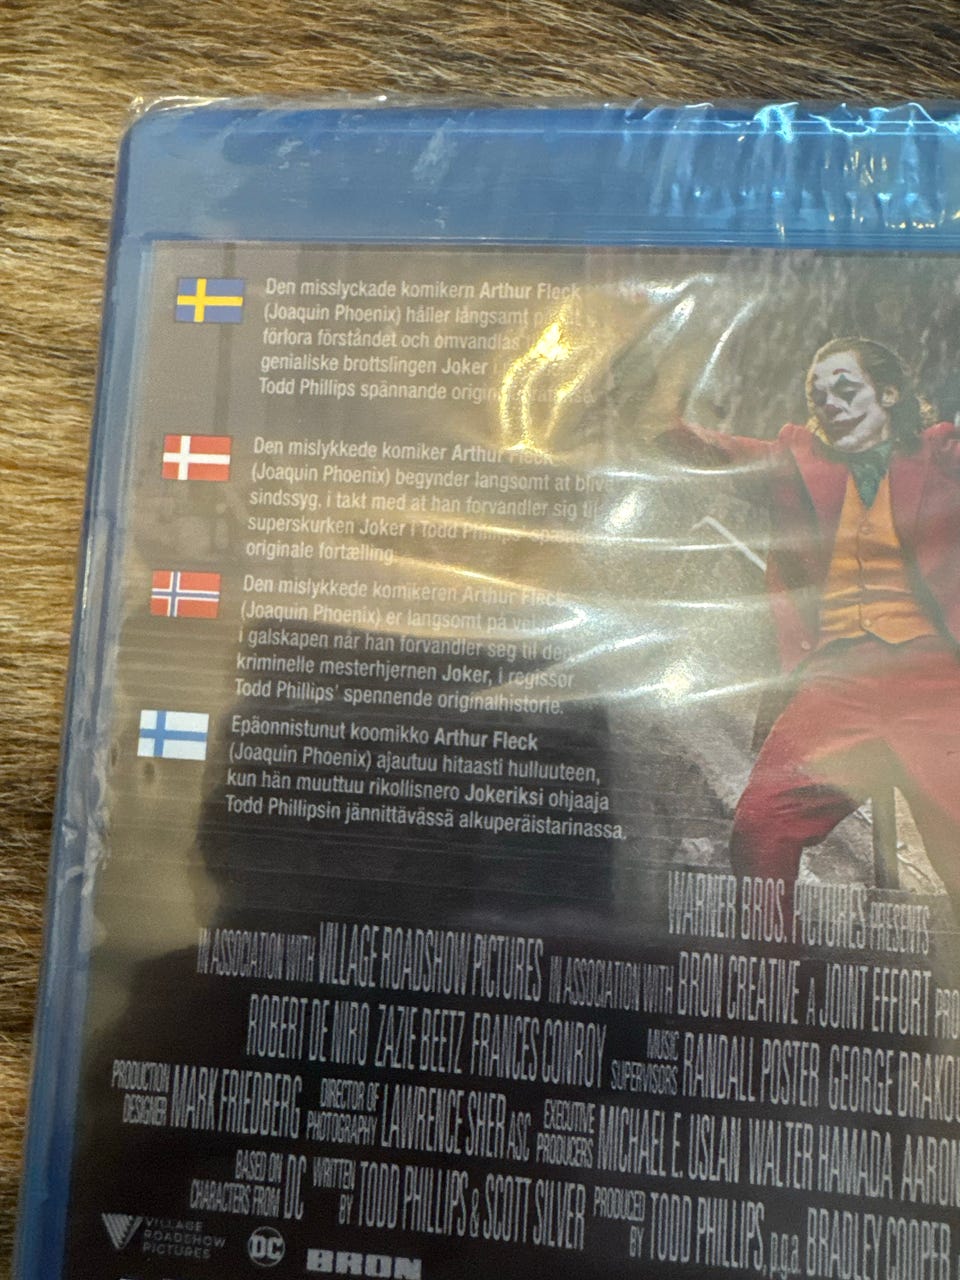 Den misslyckade komikern Arthur Fleck
(Joaquin Phoenix) håller långsamt
förlora förståndet och omvandlas
genialiske brottslingen Joker i
Todd Phillips spännande
Den mislykkede komiker Arthur Fleck
(Joaquin Phoenix) begynder langsomt at blive
sindssyg, i takt med at han forvandler sig til
superskurken Joker i Todd Phillips'
originale fortælling.
Den mislykkede komikeren Arthur Fleck
(Joaquin Phoenix) er langsomt på vei
i galskapen når han forvandler seg til den
kriminelle mesterhjernen Joker, i regissør
Todd Phillips' spennende originalhistorie.
Epäonnistunut koomikko Arthur Fleck
(Joaquin Phoenix) ajautuu hitaasti hulluuteen,
kun hän muuttuu rikollisnero Jokeriksi ohjaaja
Todd Phillipsin jännittävässä alkuperäistarinassa.
WARNER BROS. PICTURES PRESENTS
IN ASSOCIATION WITH VILLAGE ROADSHOW PICTURES IN ASSOCIATION WITH BRON CREATIVE A JOINT EFFORT PRO
ROBERT DE NIRO ZAZIE BEETZ FRANCES CONROY MUSIC SUPERVISORS RANDALL POSTER GEORGE DRAKO
PRODUCTION DESIGNER MARK FRIEDBERG DIRECTOR OF PHOTOGRAPHY LAWRENCE SHER ASC EXECUTIVE PRODUCERS MICHAEL E. USLAN WALTER HAMADA AARON
BASED ON CHARACTERS FROM DC WRITTEN BY TODD PHILLIPS & SCOTT SILVER PRODUCED BY TODD PHILLIPS, p.g.a. BRADLEY COOPER
VILLAGE
ROADSHOW
PICTURES
DC
BRON